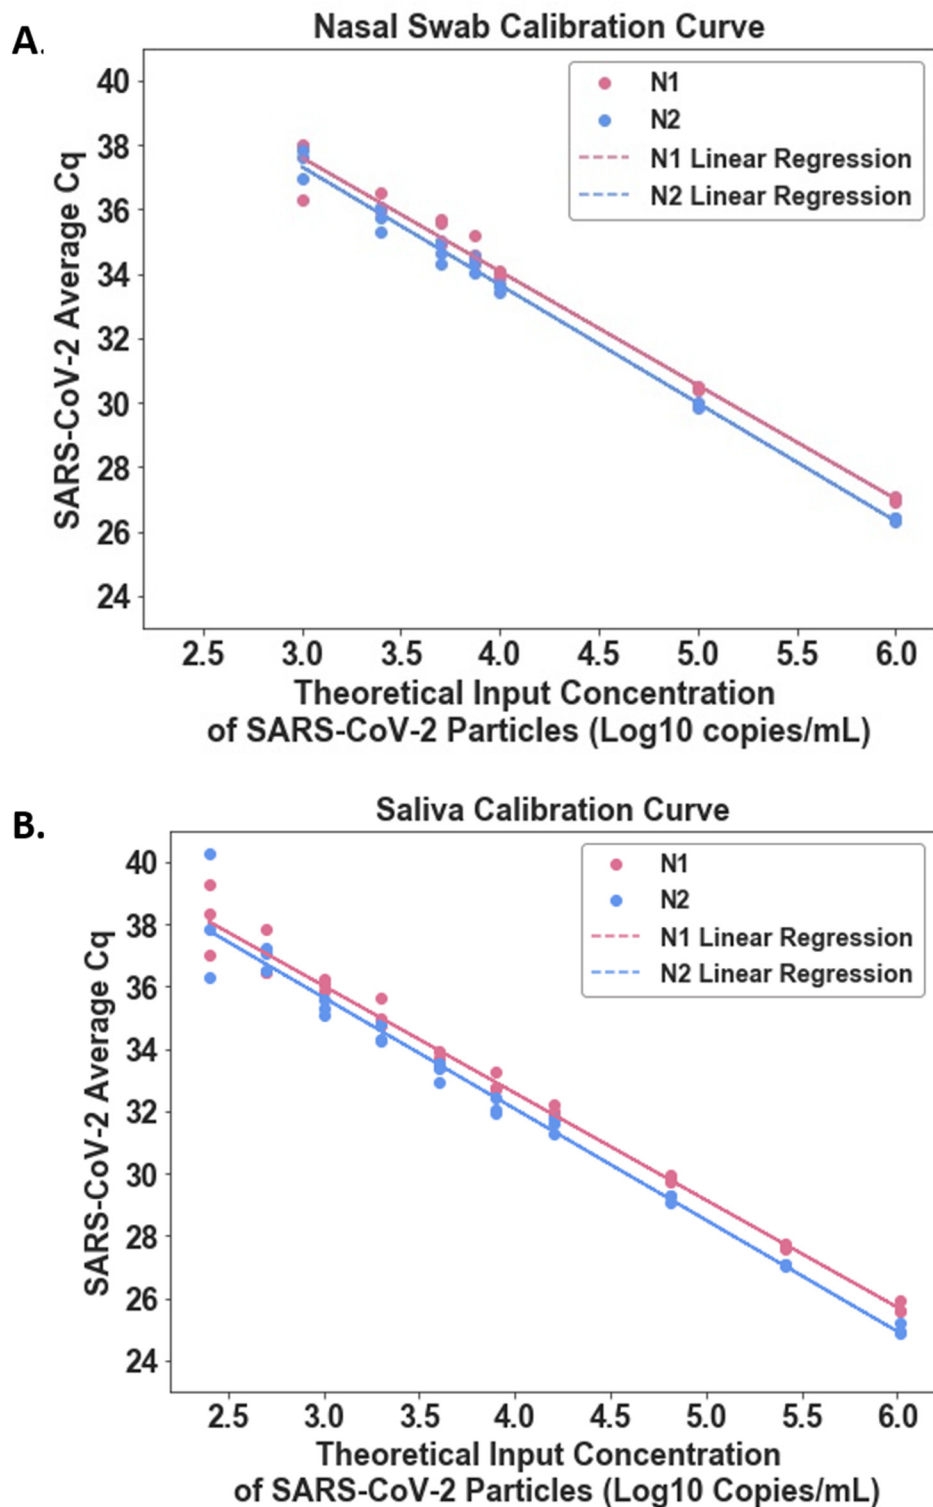 A.
Nasal Swab Calibration Curve
N1
N2
N1 Linear Regression
N2 Linear Regression
SARS-CoV-2 Average Cq
40
38
36
34
32
30
28
26
24
2.5 3.0 3.5 4.0 4.5 5.0 5.5 6.0
Theoretical Input Concentration
of SARS-CoV-2 Particles (Log10 copies/mL)
B.
Saliva Calibration Curve
N1
N2
N1 Linear Regression
N2 Linear Regression
SARS-CoV-2 Average Cq
40
38
36
34
32
30
28
26
24
2.5 3.0 3.5 4.0 4.5 5.0 5.5 6.0
Theoretical Input Concentration
of SARS-CoV-2 Particles (Log10 Copies/mL)